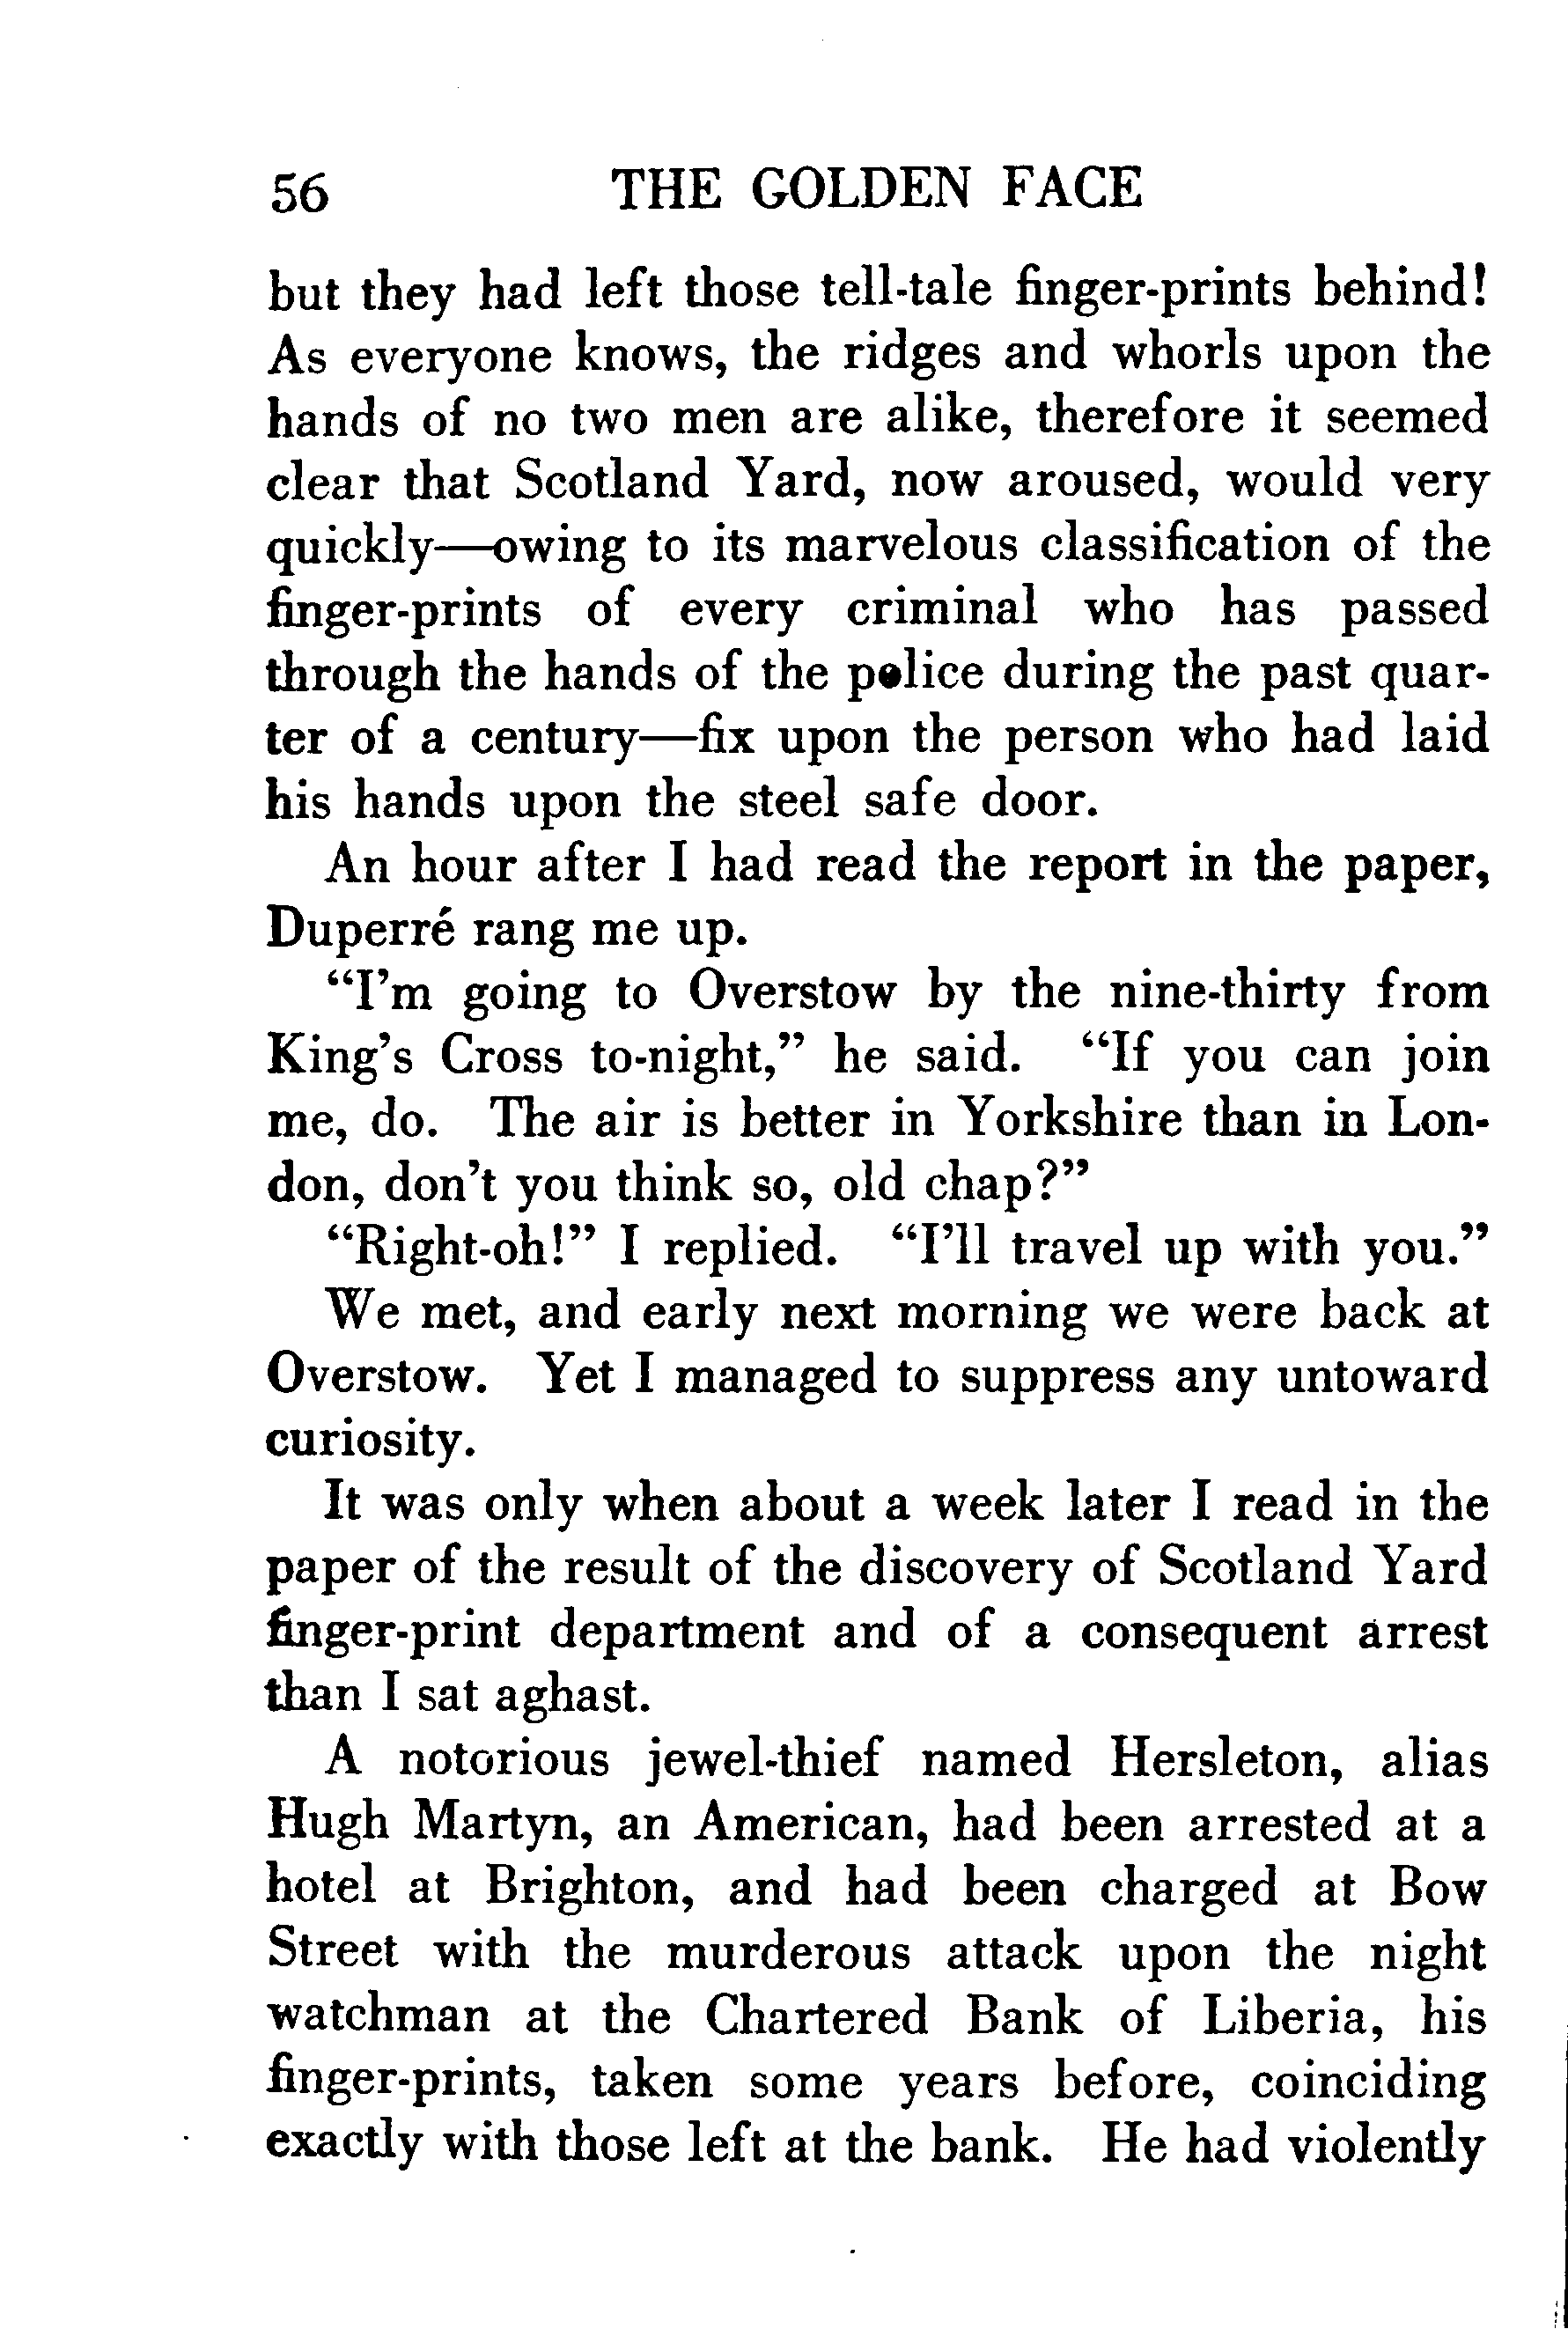 56 THE GOLDEN FACE
but they had left those tell-tale finger-prints behind!
As everyone knows, the ridges and whorls upon the
hands of no two men are alike, therefore it seemed
clear that Scotland Yard, now aroused, would very
quickly—owing to its marvelous classification of the
finger-prints of every criminal who has passed
through the hands of the police during the past quar-
ter of a century—fix upon the person who had laid
his hands upon the steel safe door.
An hour after I had read the report in the paper,
Duperré rang me up.
“I’m going to Overstow by the nine-thirty from
King’s Cross to-night,” he said. “If you can join
me, do. The air is better in Yorkshire than in Lon-
don, don’t you think so, old chap?”
“Right-oh!” I replied. “I’ll travel up with you.”
We met, and early next morning we were back at
Overstow. Yet I managed to suppress any untoward
curiosity.
It was only when about a week later I read in the
paper of the result of the discovery of Scotland Yard
finger-print department and of a consequent arrest
than I sat aghast.
A notorious jewel-thief named Hersleton, alias
Hugh Martyn, an American, had been arrested at a
hotel at Brighton, and had been charged at Bow
Street with the murderous attack upon the night
watchman at the Chartered Bank of Liberia, his
finger-prints, taken some years before, coinciding
exactly with those left at the bank. He had violently